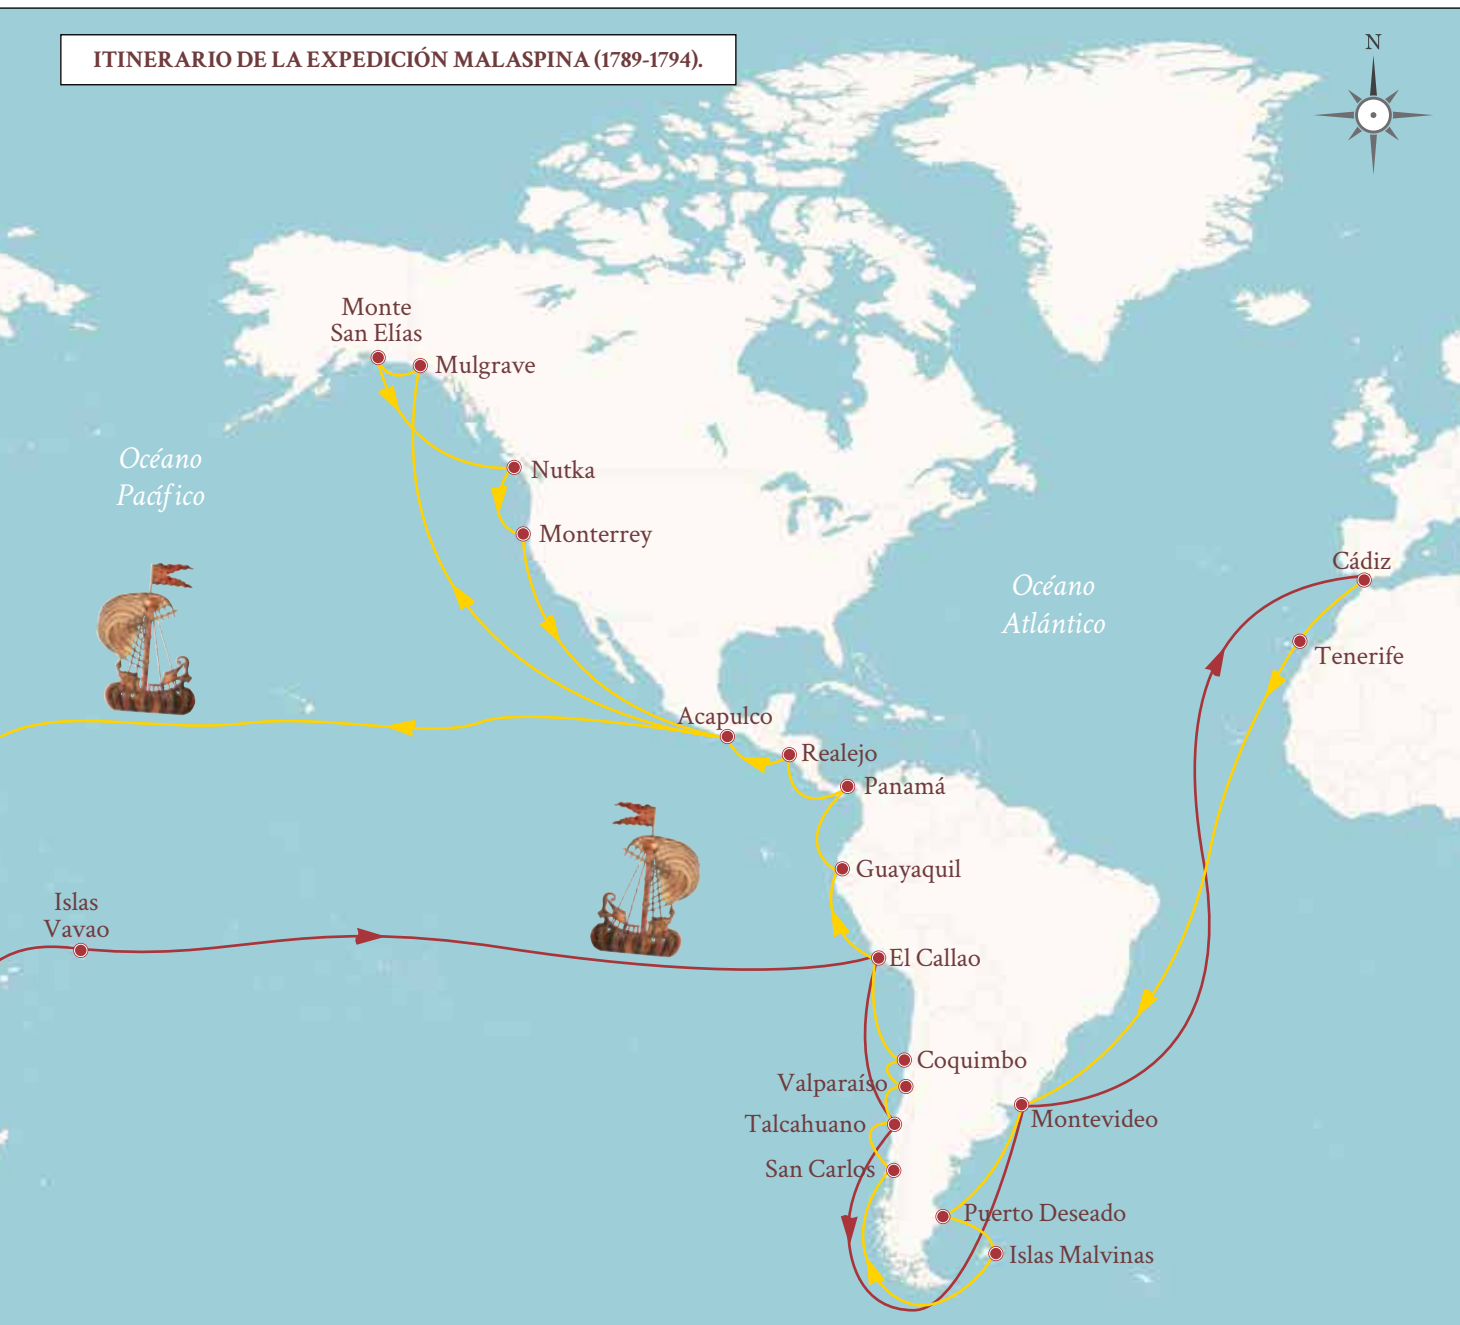 ITINERARIO DE LA EXPEDICIÓN MALASPINA (1789-1794).
N
Monte
San Elías
Mulgrave
Océano
Pacífico
Nutka
Monterrey
Océano
Atlántico
Cádiz
Tenerife
Acapulco
Realejo
Panamá
Guayaquil
Islas
Vavao
El Callao
Coquimbo
Valparaíso
Talcahuano
Montevideo
San Carlos
Puerto Deseado
Islas Malvinas